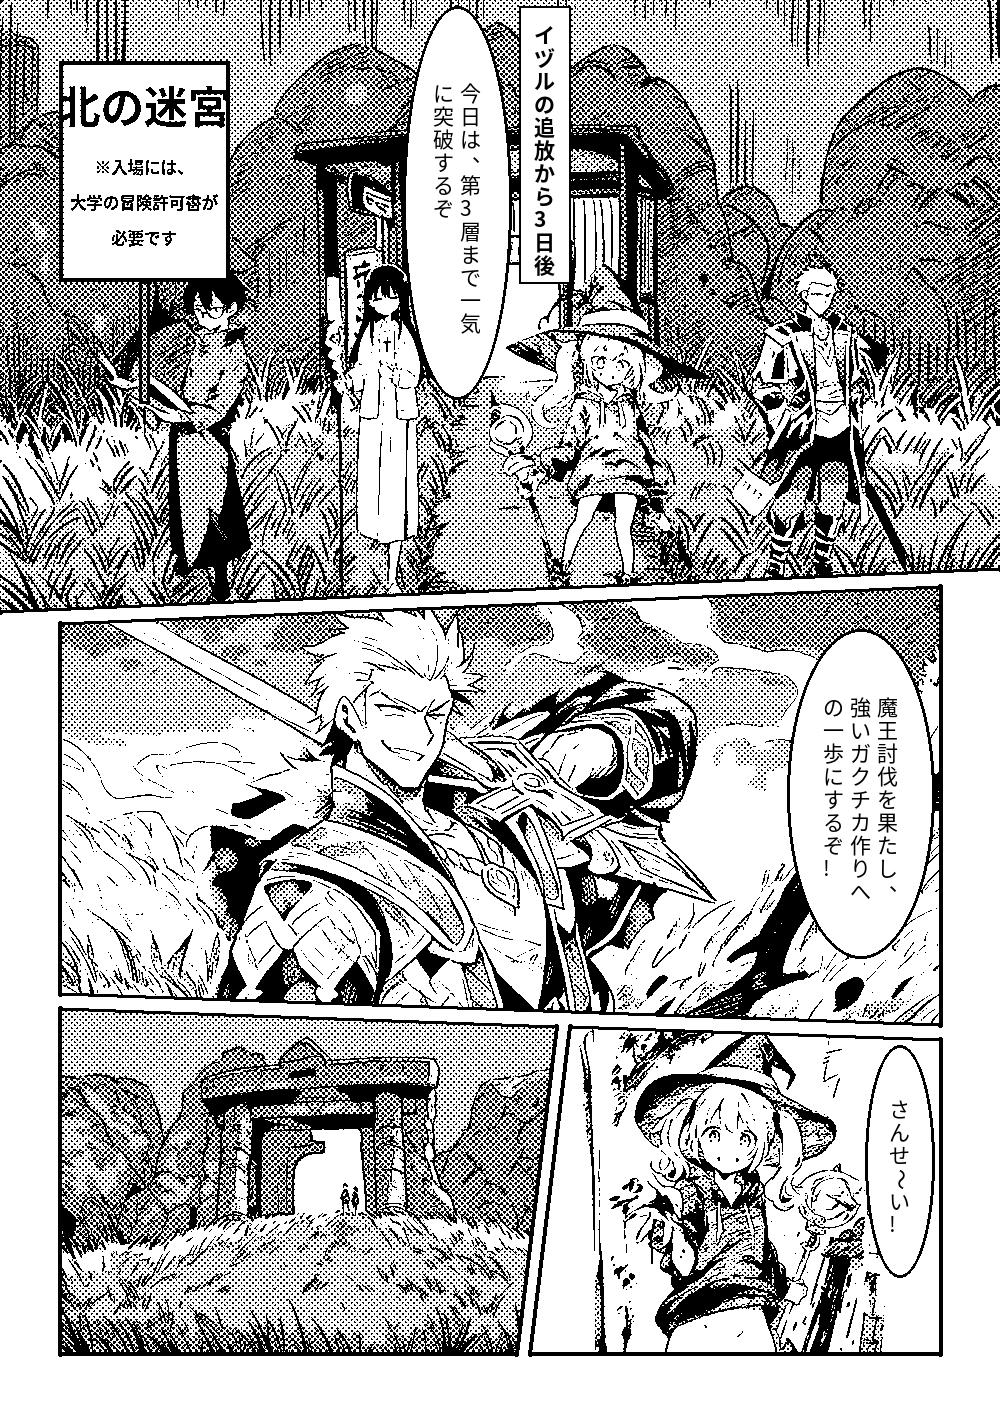 イヅルの追放から3日後
今日は、第3層まで一気
に突破するぞ
北の迷宮
※入場には、
大学の冒険許可書が
必要です
魔王討伐を果たし、
強いガクチカ作りへ
の一歩にするぞ！
さんせ～い！